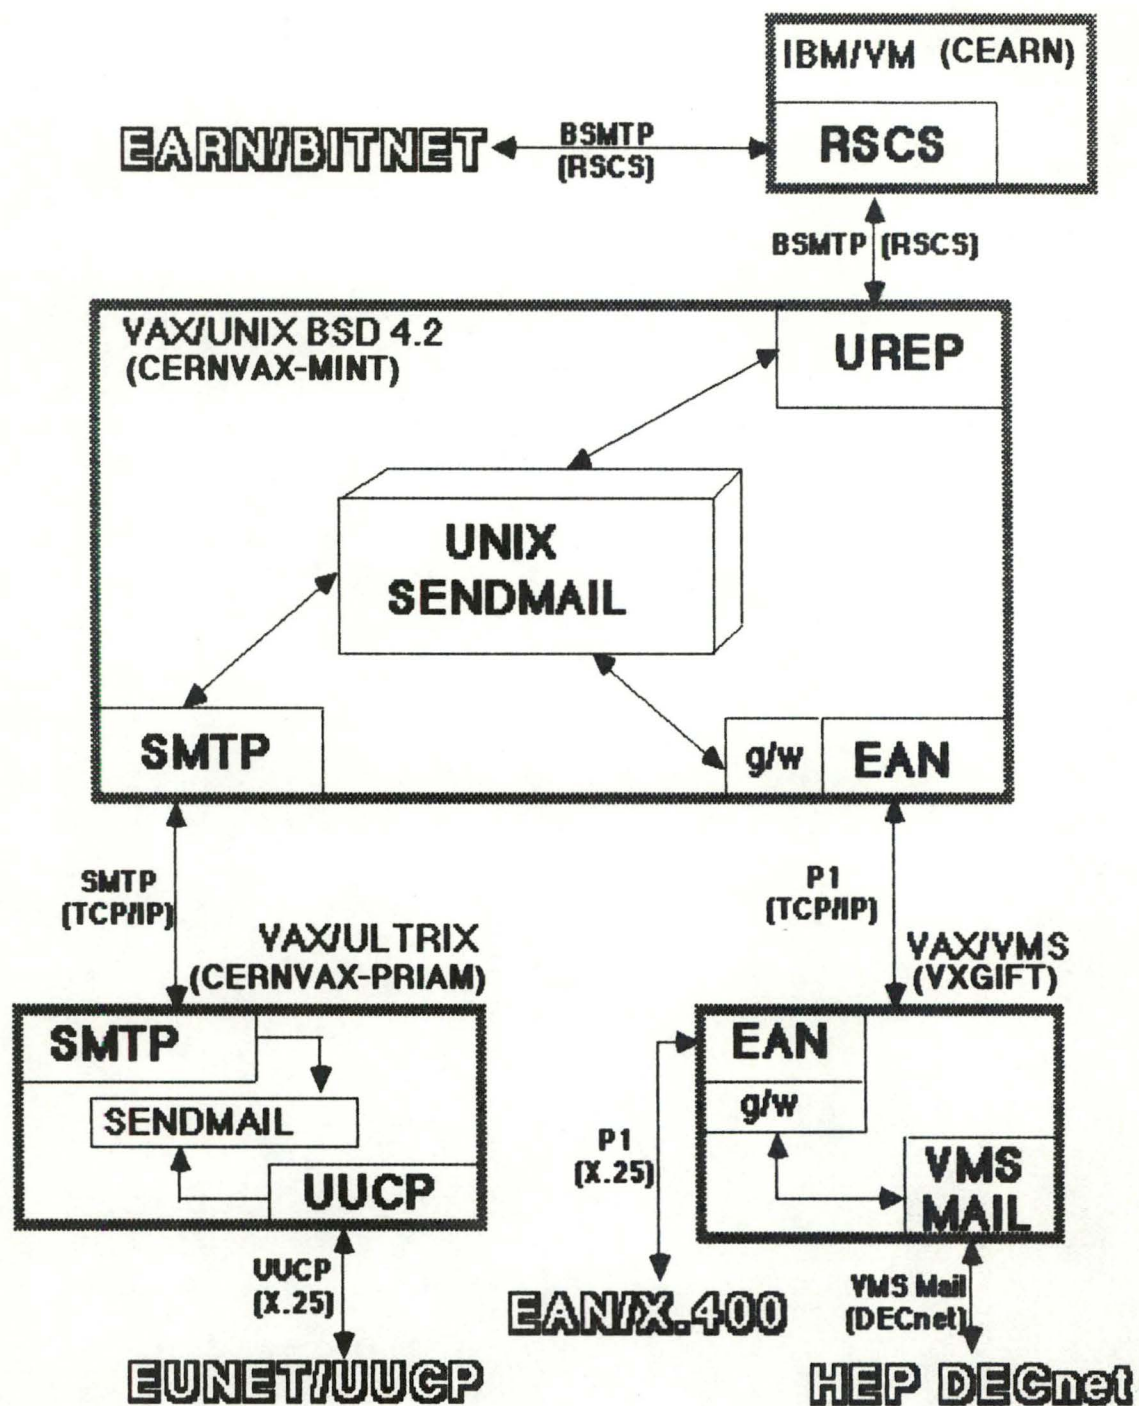 IBM/VM (CEARN)
RSCS
EARN/BITNET
BSMTP
(RSCS)
BSMTP (RSCS)
VAX/UNIX BSD 4.2
(CERNVAX-MINT)
UREP
UNIX
SENDMAIL
SMTP
g/w
EAN
SMTP
(TCP/IP)
P1
(TCP/IP)
VAX/ULTRIX
(CERNVAX-PRIAM)
VAX/VMS
(VXGIFT)
SMTP
SENDMAIL
UUCP
EAN
g/w
VMS
MAIL
P1
(X.25)
UUCP
(X.25)
VMS Mail
(DECnet)
EAN/X.400
EUNET/UUCP
HEP DECnet